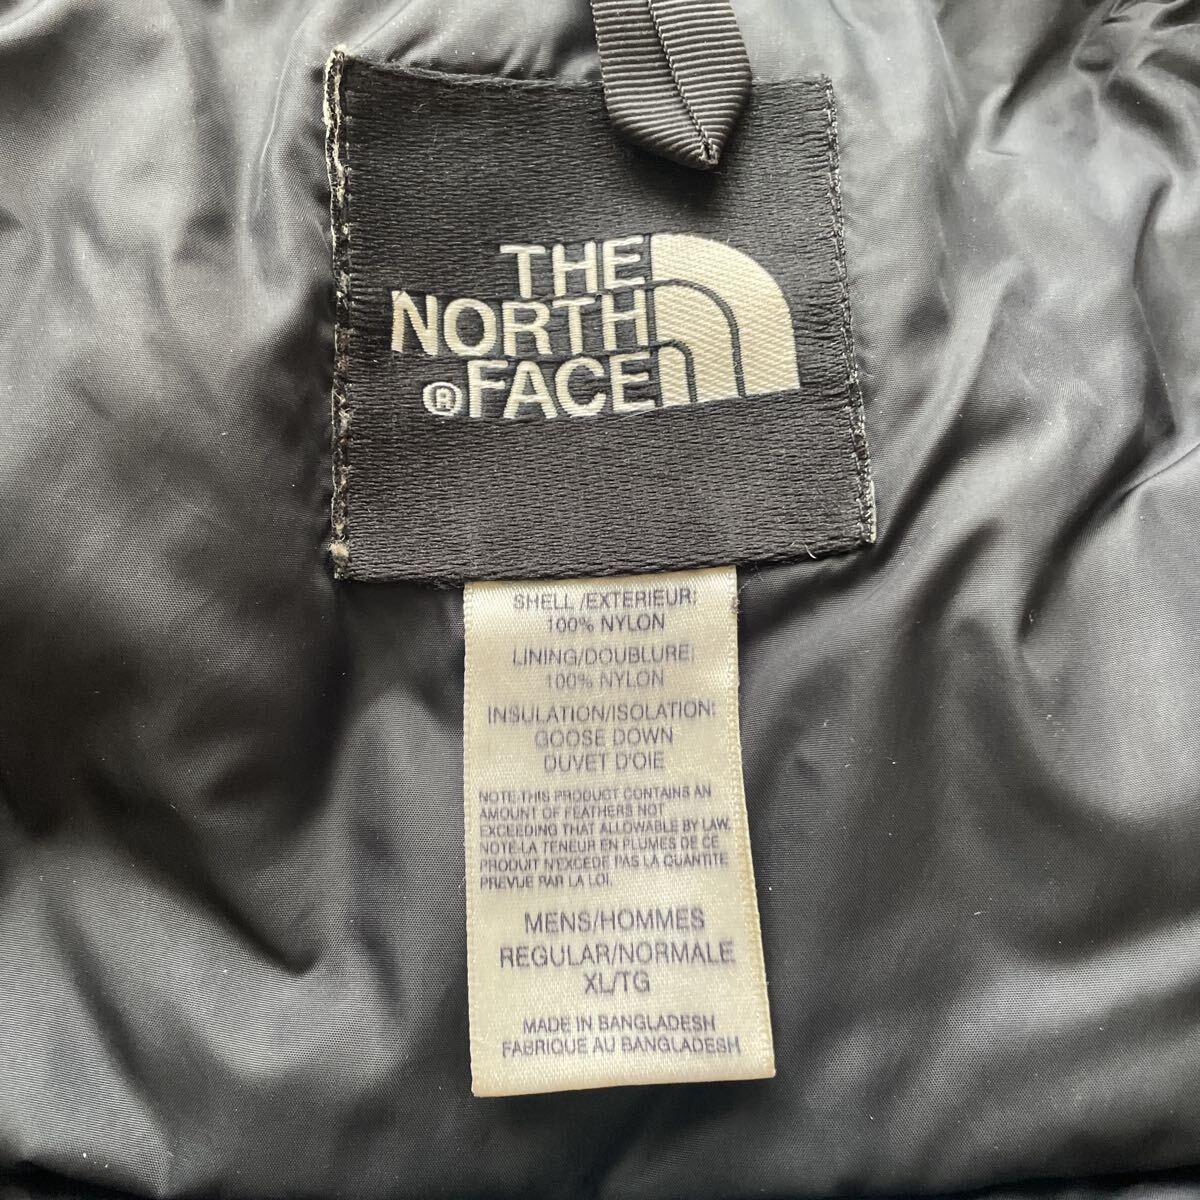 THE
NORTH
® FACE
SHELL /EXTERIEUR:
100% NYLON
LINING/DOUBLURE:
100% NYLON
INSULATION/ISOLATION:
GOOSE DOWN
DUVET D'OIE
NOTE-THIS PRODUCT CONTAINS AN
AMOUNT OF FEATHERS NOT
EXCEEDING THAT ALLOWABLE BY LAW.
NOTE-LA TENEUR EN PLUMES DE CE
PRODUIT N'EXCEDE PAS LA QUANTITE
PREVUE PAR LA LOI.
MENS/HOMMES
REGULAR/NORMALE
XL/TG
MADE IN BANGLADESH
FABRIQUE AU BANGLADESH